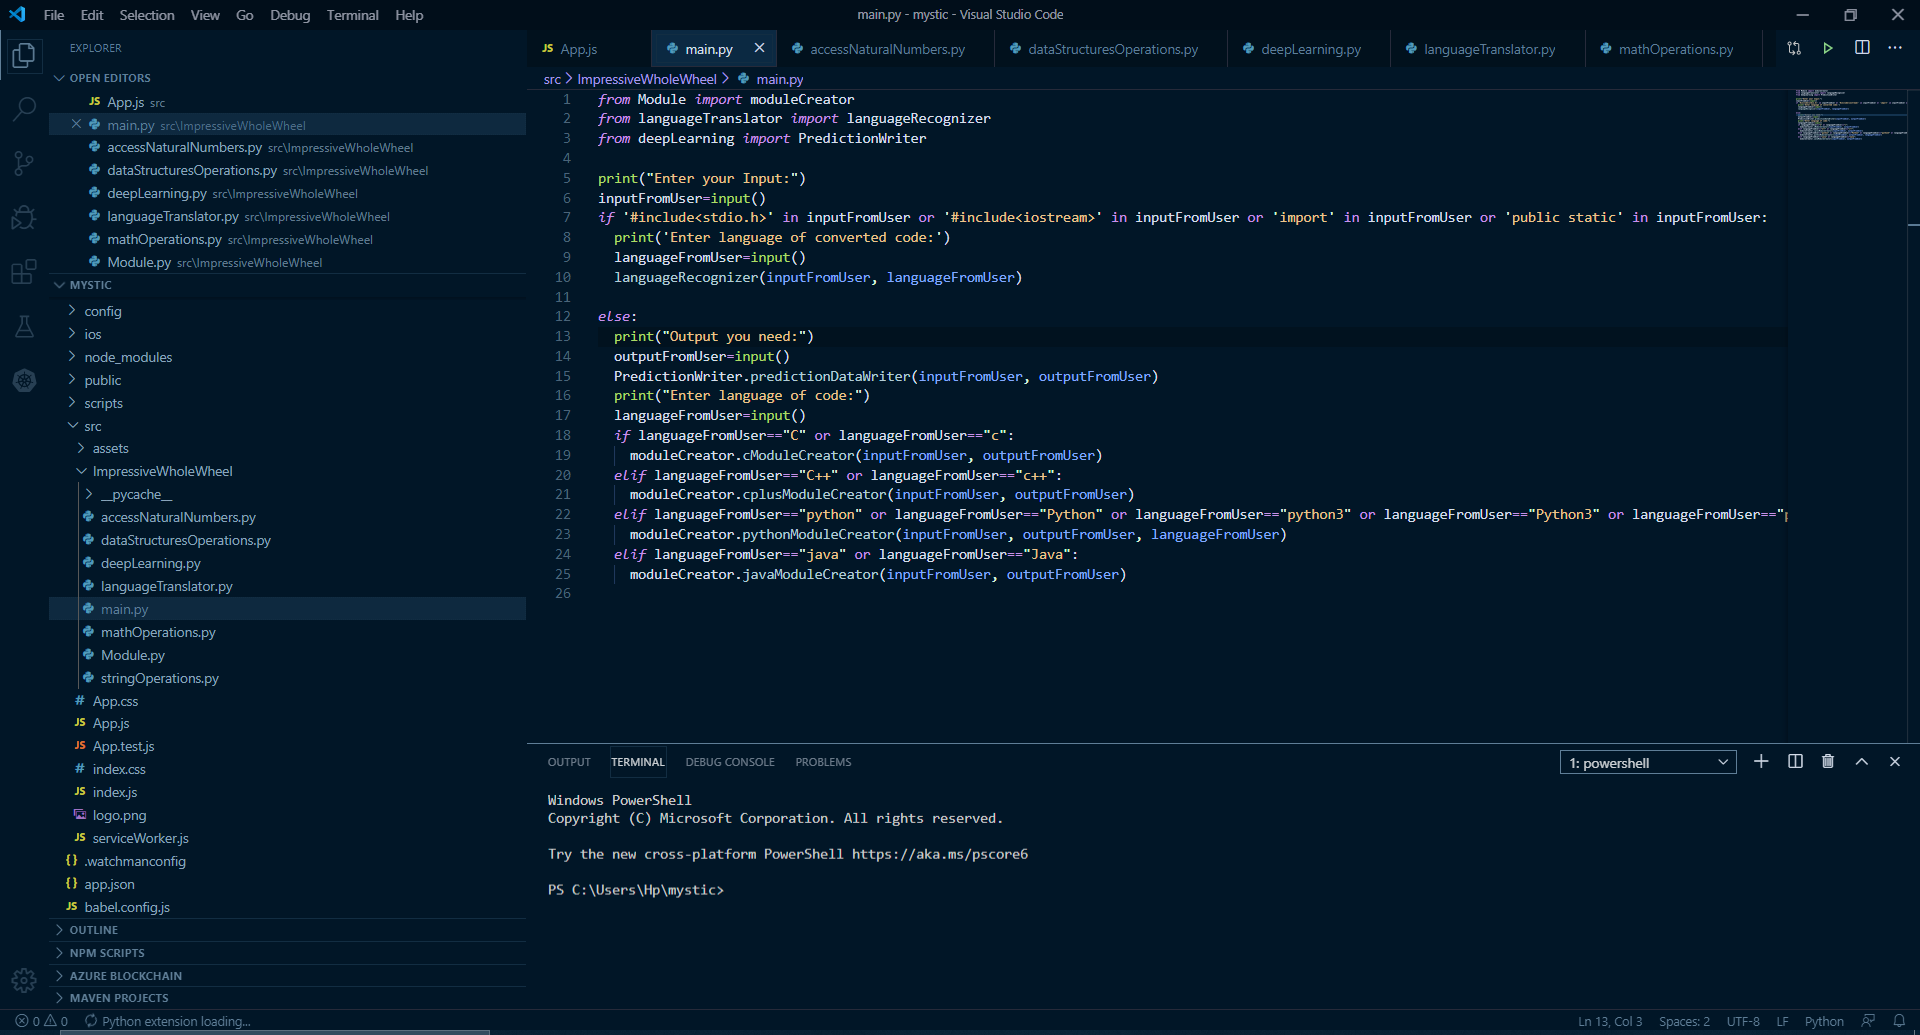 File Edit Selection View Go Debug Terminal Help
main.py - mystic - Visual Studio Code
EXPLORER
OPEN EDITORS
JS App.js src
main.py src\ImpressiveWholeWheel
accessNaturalNumbers.py src\ImpressiveWholeWheel
dataStructuresOperations.py src\ImpressiveWholeWheel
deepLearning.py src\ImpressiveWholeWheel
languageTranslator.py src\ImpressiveWholeWheel
mathOperations.py src\ImpressiveWholeWheel
Module.py src\ImpressiveWholeWheel
MYSTIC
config
ios
node_modules
public
scripts
src
assets
ImpressiveWholeWheel
__pycache__
accessNaturalNumbers.py
dataStructuresOperations.py
deepLearning.py
languageTranslator.py
main.py
mathOperations.py
Module.py
stringOperations.py
# App.css
JS App.js
JS App.test.js
# index.css
JS index.js
logo.png
JS serviceWorker.js
{} .watchmanconfig
{} app.json
JS babel.config.js
OUTLINE
NPM SCRIPTS
AZURE BLOCKCHAIN
MAVEN PROJECTS
JS App.js main.py accessNaturalNumbers.py dataStructuresOperations.py deepLearning.py languageTranslator.py mathOperations.py
src > ImpressiveWholeWheel > main.py
1 from Module import moduleCreator
2 from languageTranslator import languageRecognizer
3 from deepLearning import PredictionWriter
4
5 print("Enter your Input:")
6 inputFromUser=input()
7 if '#include<stdio.h>' in inputFromUser or '#include<iostream>' in inputFromUser or 'import' in inputFromUser or 'public static' in inputFromUser:
8 print('Enter language of converted code:')
9 languageFromUser=input()
10 languageRecognizer(inputFromUser, languageFromUser)
11
12 else:
13 print("Output you need:")
14 outputFromUser=input()
15 PredictionWriter.predictionDataWriter(inputFromUser, outputFromUser)
16 print("Enter language of code:")
17 languageFromUser=input()
18 if languageFromUser=="C" or languageFromUser=="c":
19 moduleCreator.cModuleCreator(inputFromUser, outputFromUser)
20 elif languageFromUser=="C++" or languageFromUser=="c++":
21 moduleCreator.cplusModuleCreator(inputFromUser, outputFromUser)
22 elif languageFromUser=="python" or languageFromUser=="Python" or languageFromUser=="python3" or languageFromUser=="Python3" or languageFromUser=="p
23 moduleCreator.pythonModuleCreator(inputFromUser, outputFromUser, languageFromUser)
24 elif languageFromUser=="java" or languageFromUser=="Java":
25 moduleCreator.javaModuleCreator(inputFromUser, outputFromUser)
26
OUTPUT TERMINAL DEBUG CONSOLE PROBLEMS
1: powershell
Windows PowerShell
Copyright (C) Microsoft Corporation. All rights reserved.
Try the new cross-platform PowerShell https://aka.ms/pscore6
PS C:\Users\Hp\mystic>
0 0 Python extension loading...
Ln 13, Col 3 Spaces: 2 UTF-8 LF Python